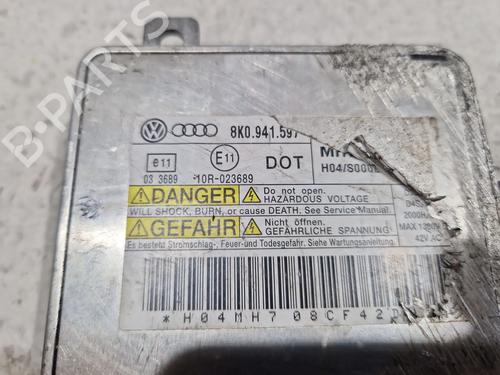 8K0.941.597
e11
E11
DOT
03 3689
10R-023689
H04/S000
DANGER
Do not open.
HAZARDOUS VOLTAGE
WILL SHOCK, BURN, or cause DEATH. See Service Manual.
GEFAHR
Nicht öffnen.
GEFÄHRLICHE SPANNUNG
Es besteht Stromschlag-, Feuer-und Todesgefahr. Siehe Wartungsanleitung.
42V AC
*H04MH708CF42
B-PARTS